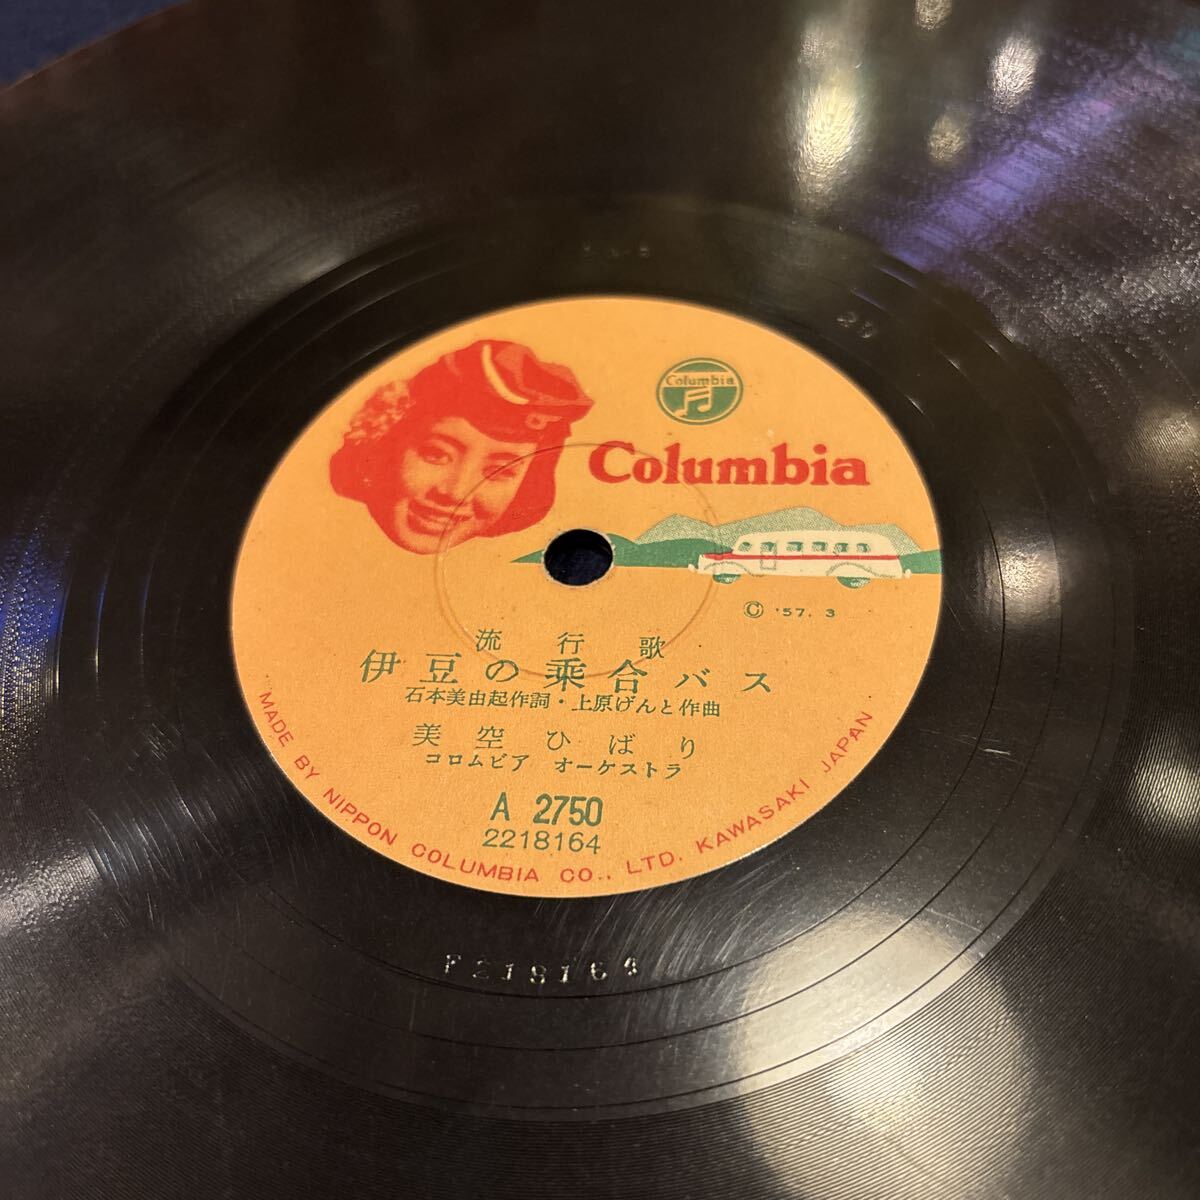 Columbia
Columbia
Ⓒ '57. 3
流行歌
伊豆の乗合バス
石本美由起作詞・上原げんと作曲
美空ひばり
コロムビア オーケストラ
A 2750
2218164
MADE BY NIPPON COLUMBIA CO., LTD. KAWASAKI JAPAN